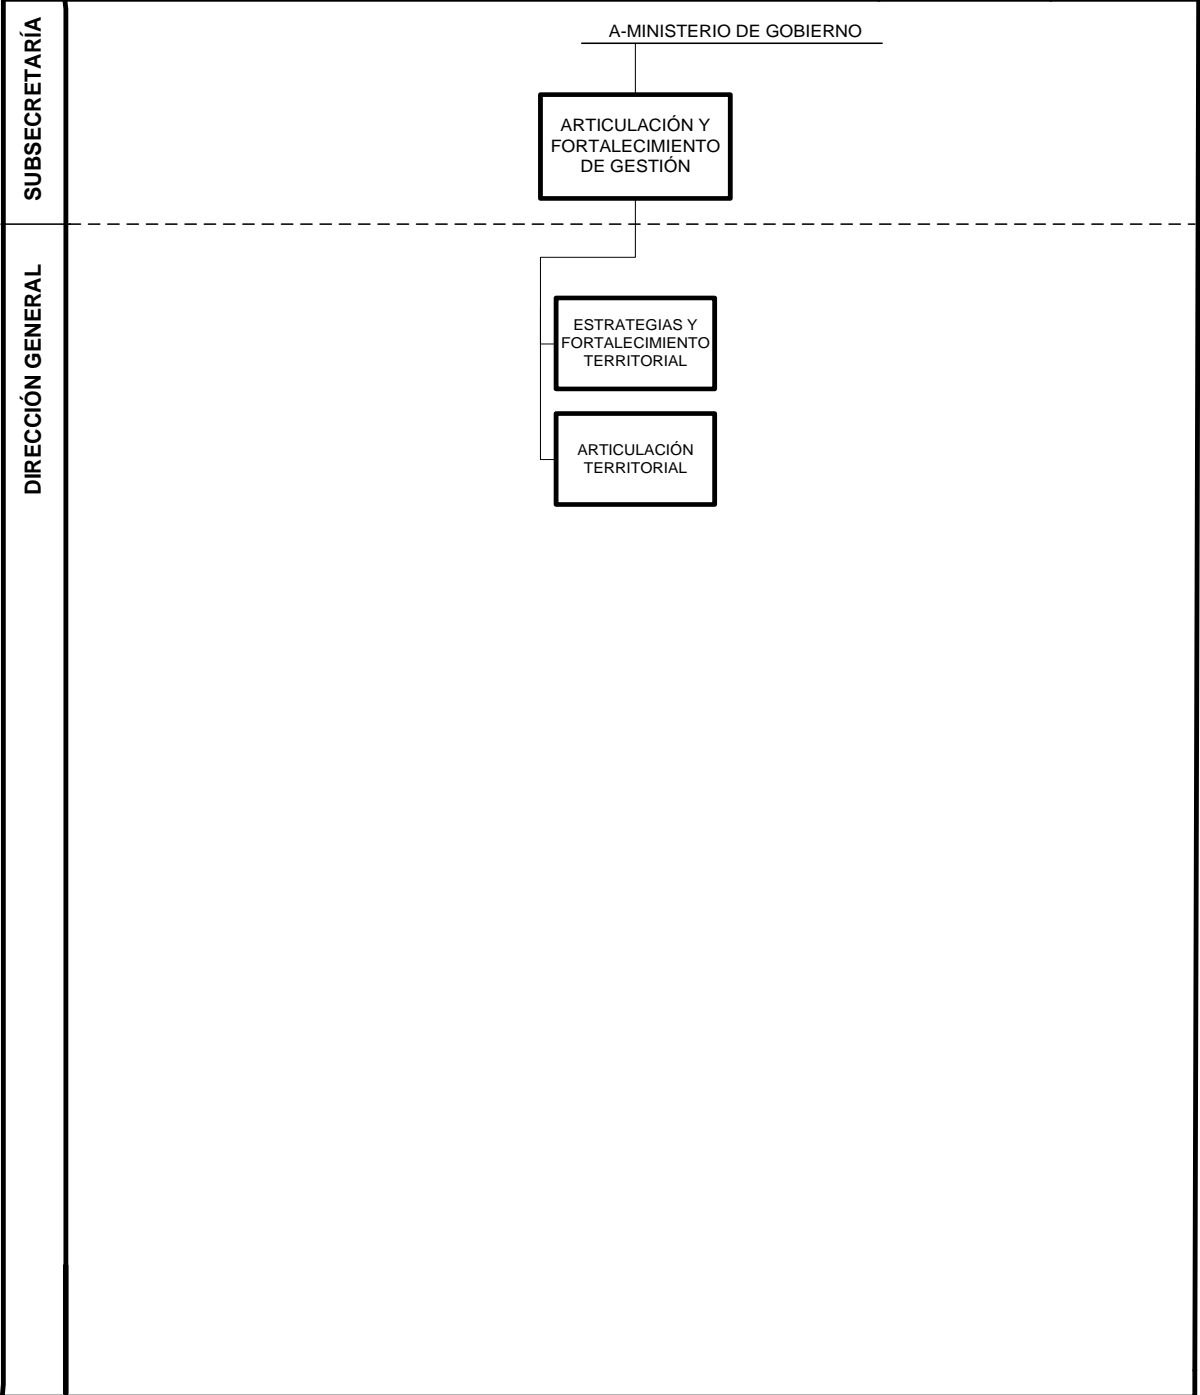 SUBSECRETARÍA
A-MINISTERIO DE GOBIERNO
ARTICULACIÓN Y
FORTALECIMIENTO
DE GESTIÓN
DIRECCIÓN GENERAL
ESTRATEGIAS Y
FORTALECIMIENTO
TERRITORIAL
ARTICULACIÓN
TERRITORIAL